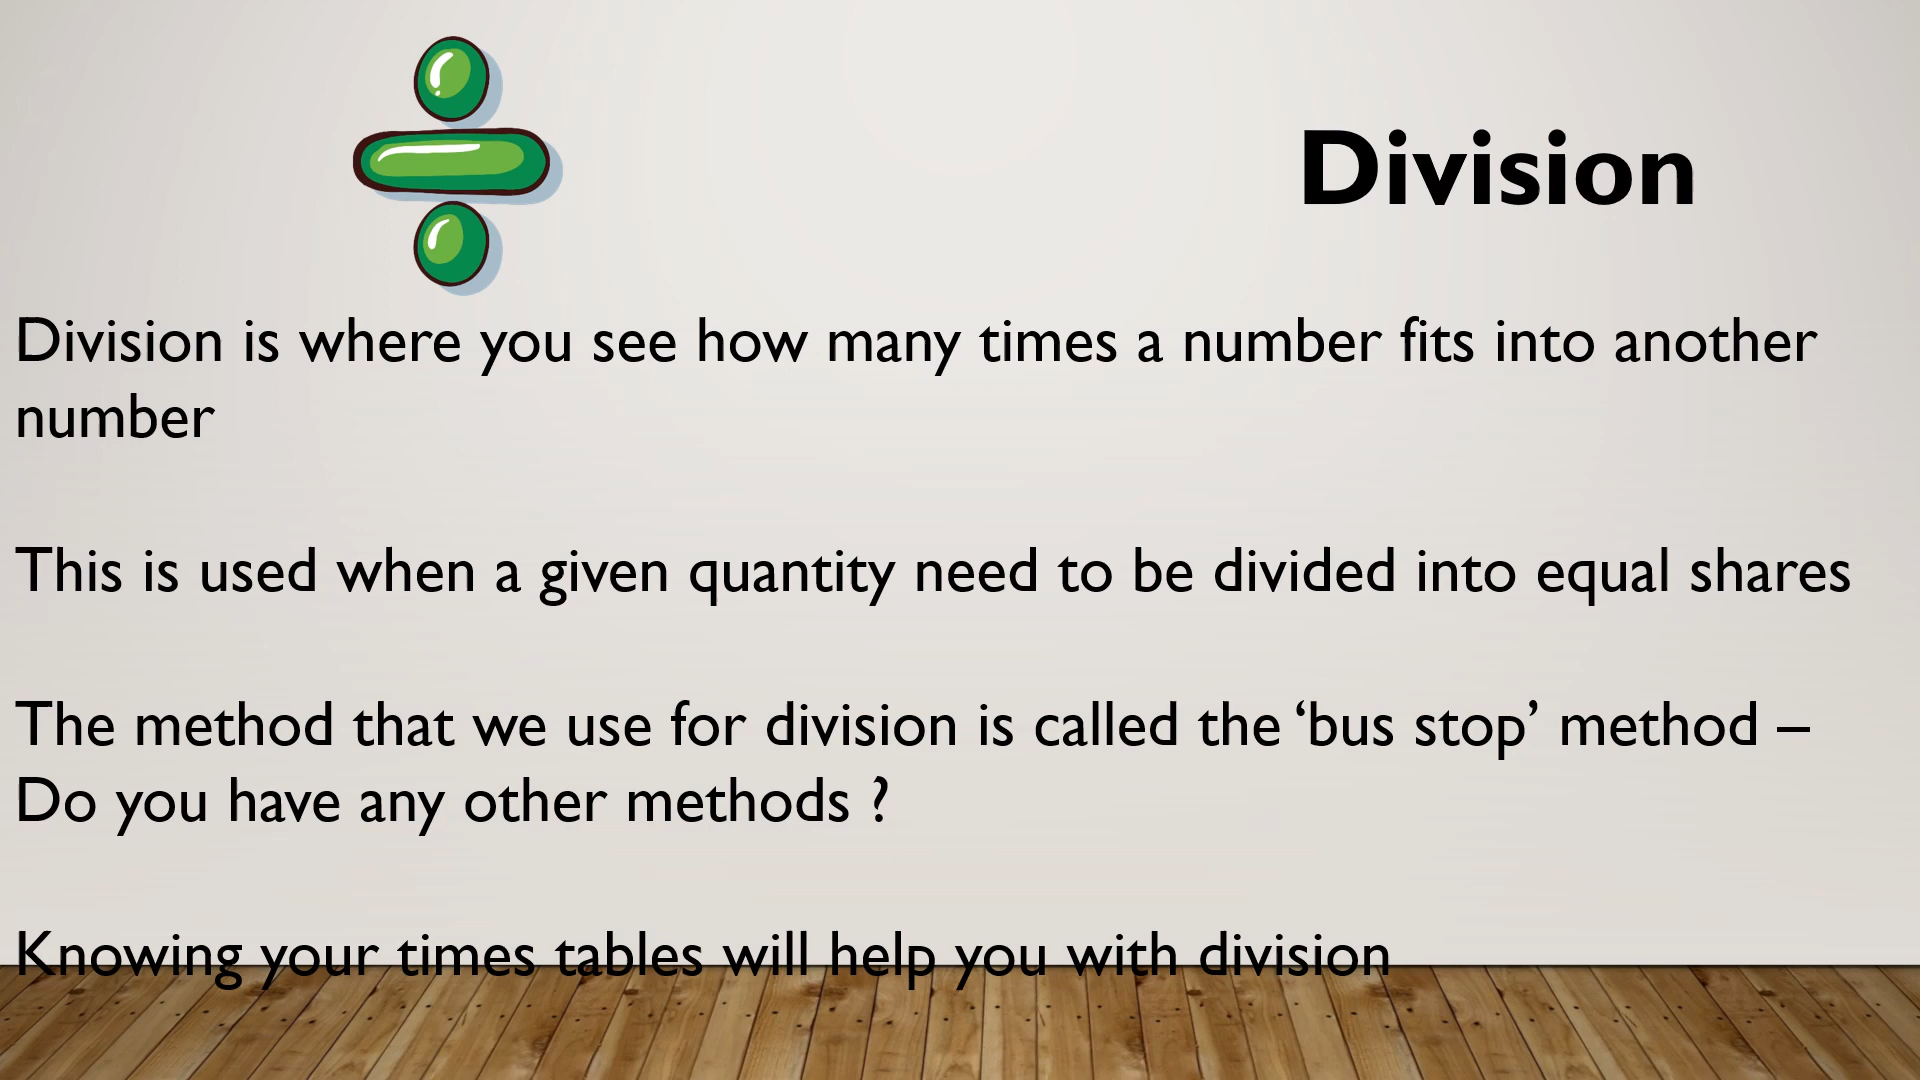 Division
Division is where you see how many times a number fits into another
number
This is used when a given quantity need to be divided into equal shares
The method that we use for division is called the ‘bus stop’ method –
Do you have any other methods ?
Knowing your times tables will help you with division